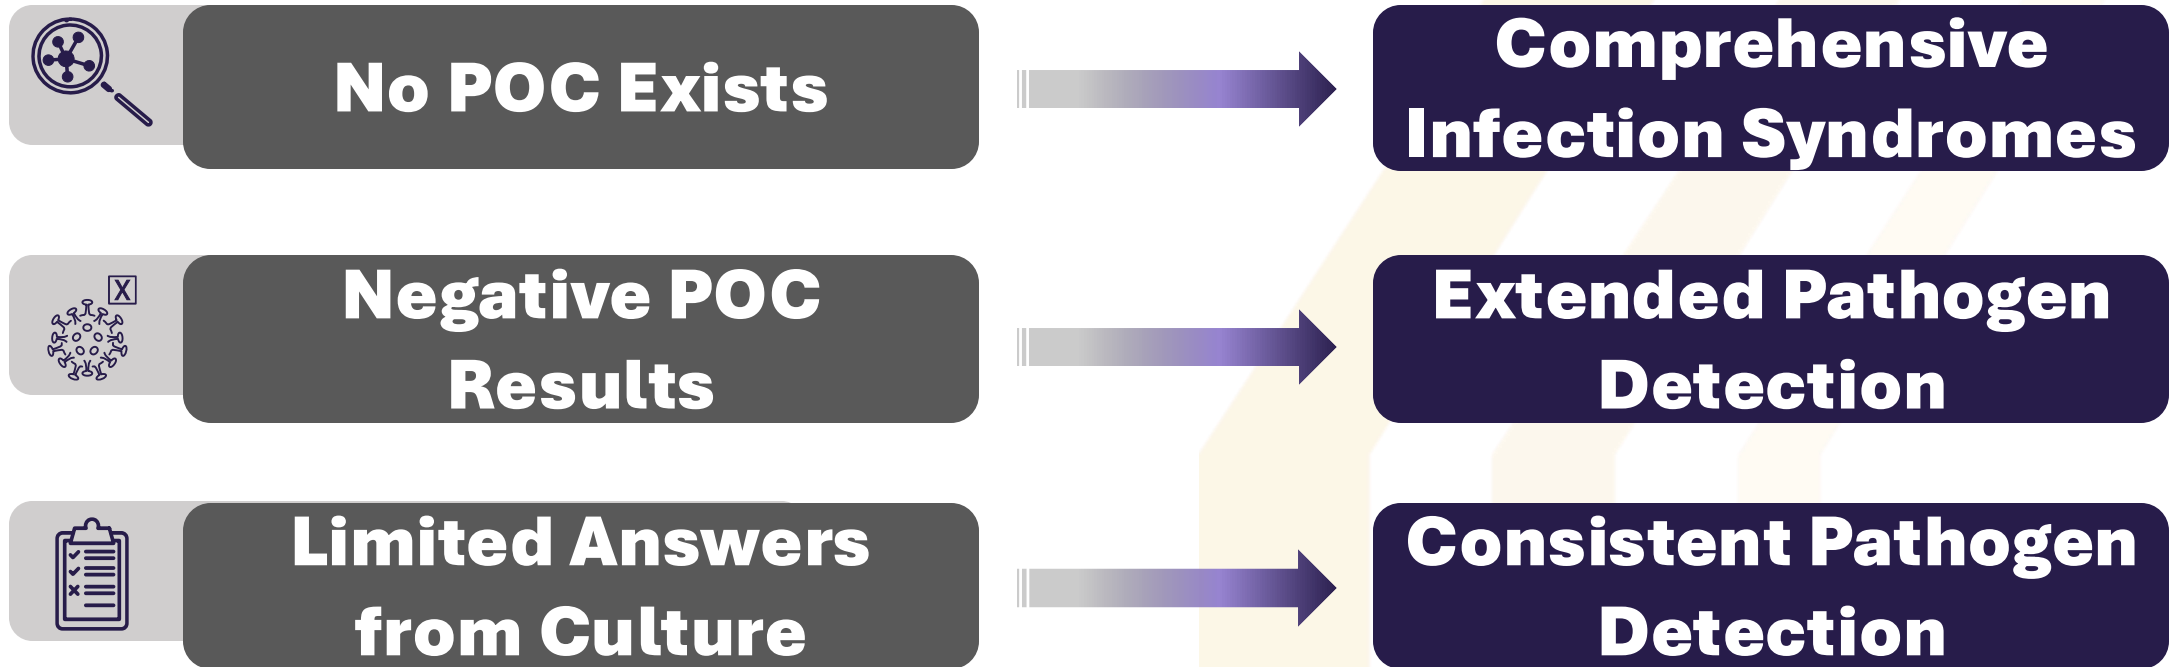 No POC Exists
Comprehensive
Infection Syndromes
X
Negative POC
Results
Extended Pathogen
Detection
Limited Answers
from Culture
Consistent Pathogen
Detection